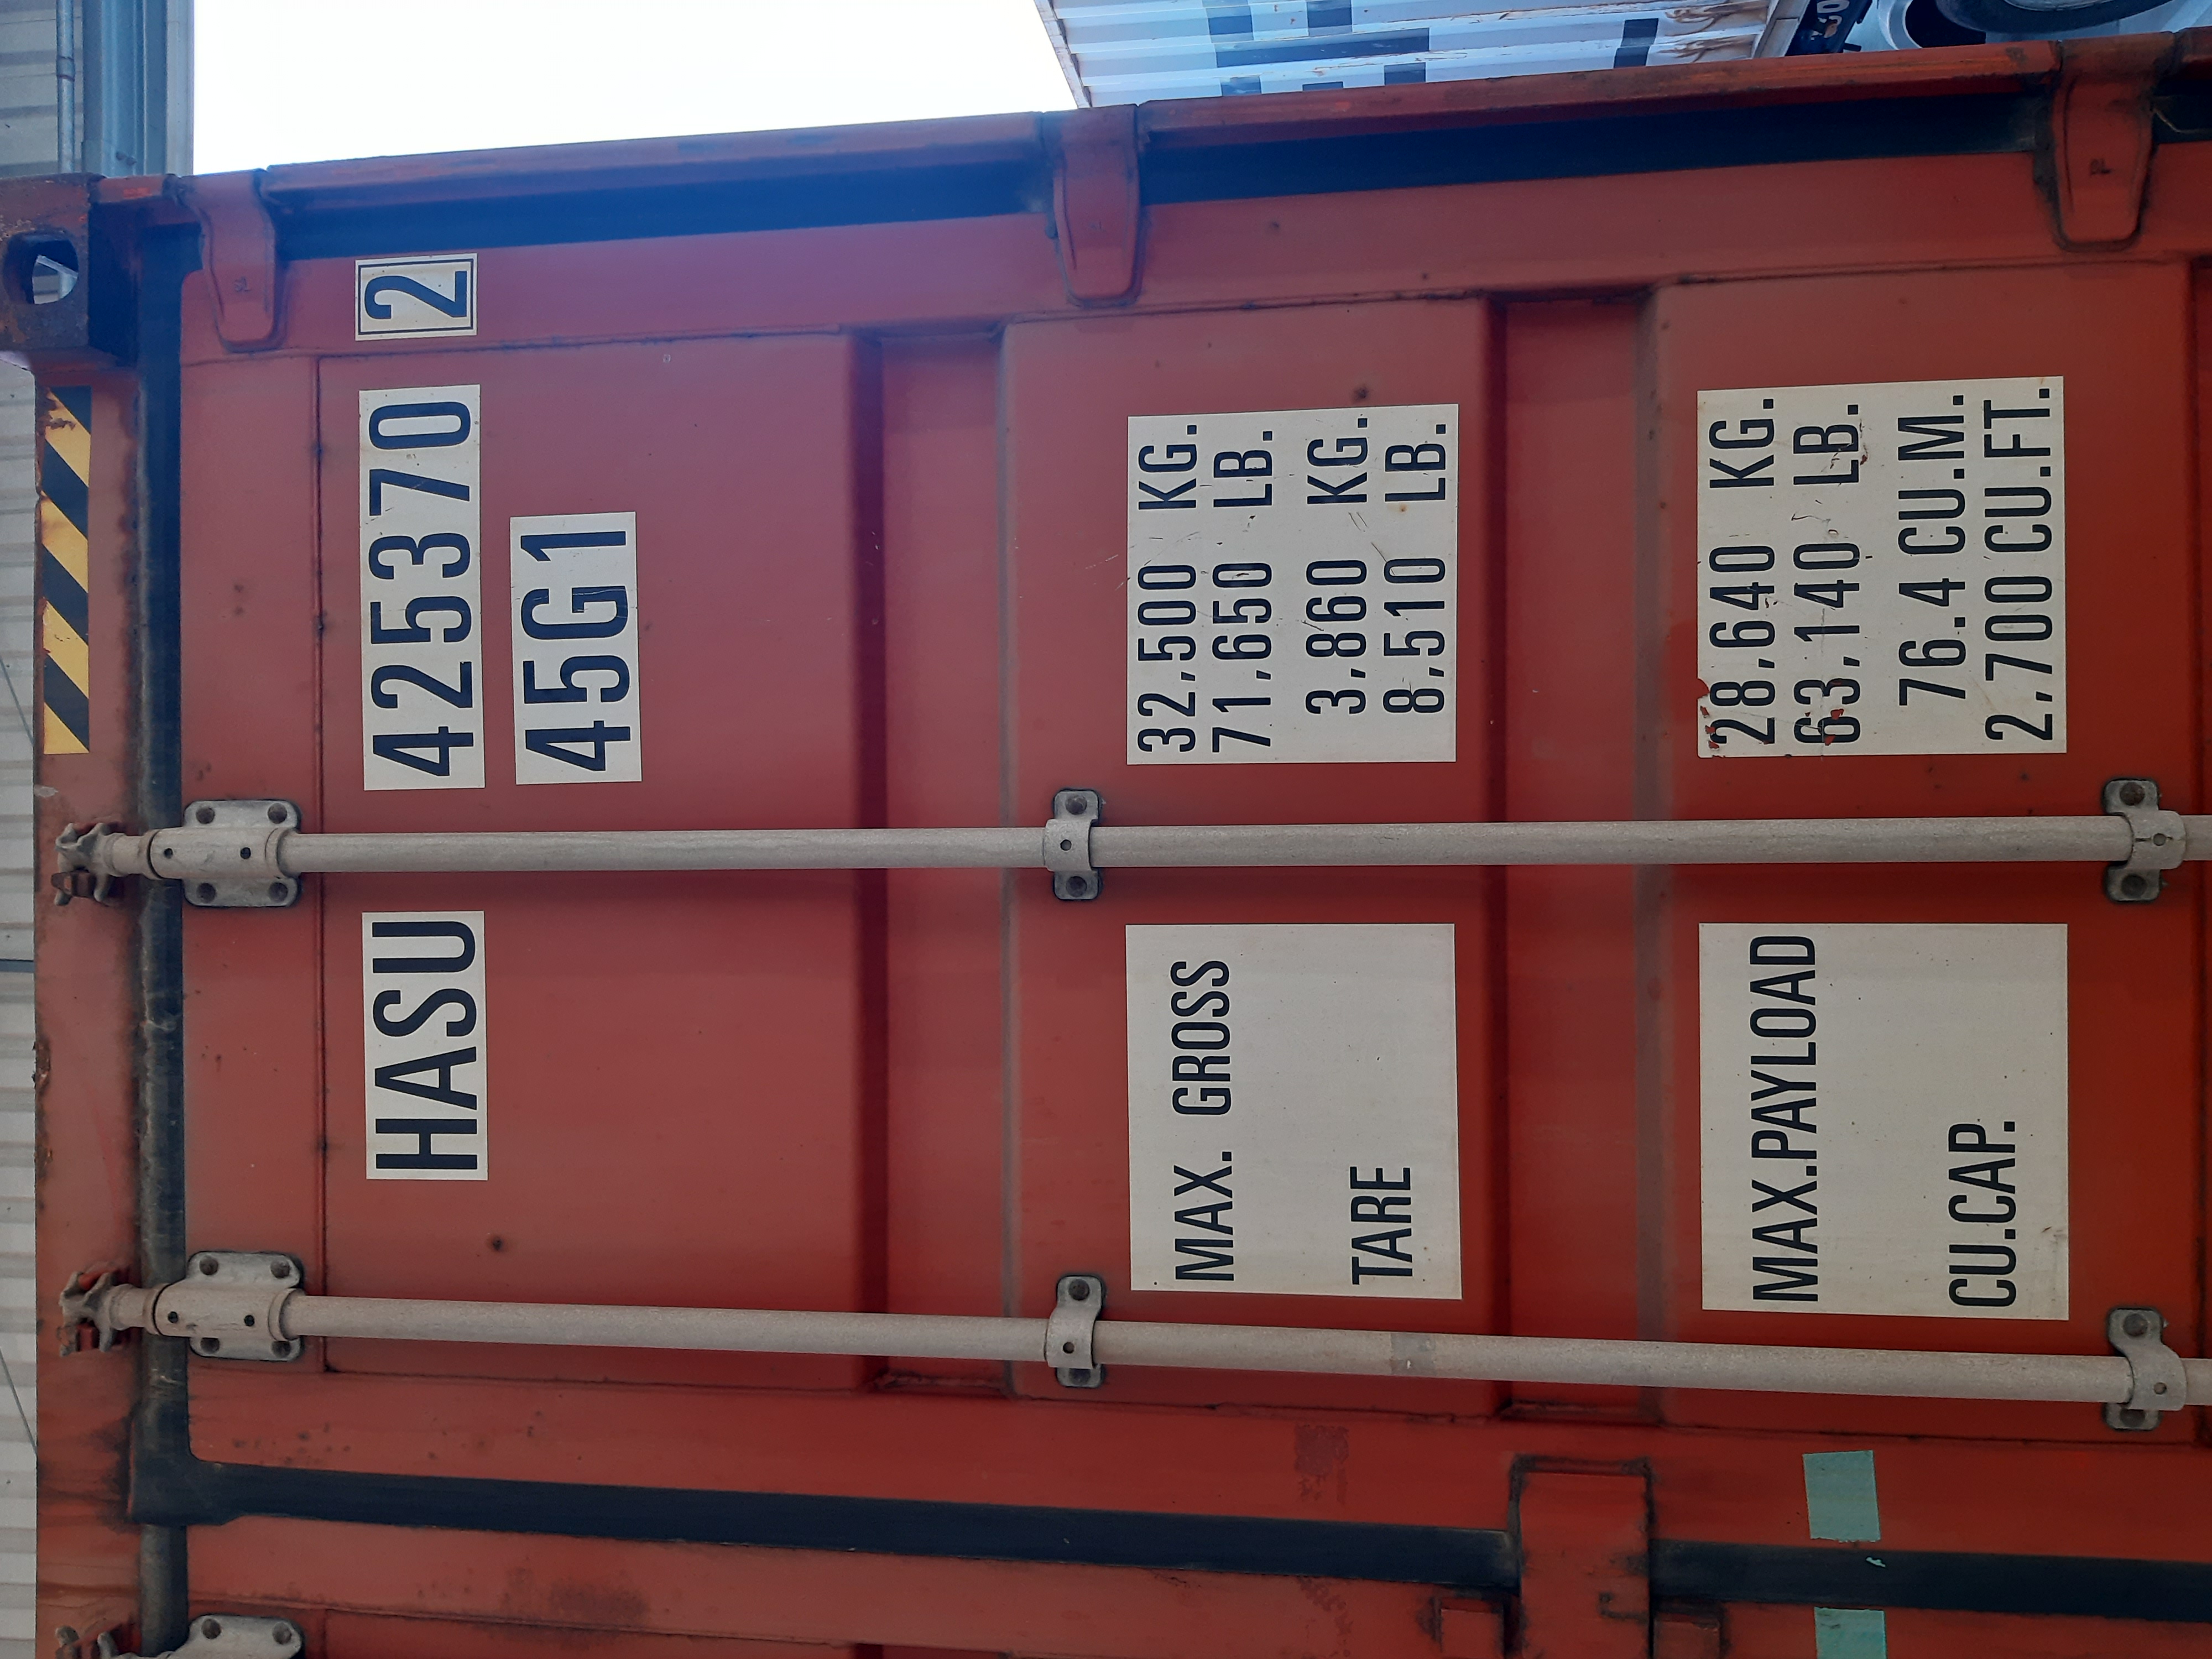 HASU 425370 2
45G1
MAX. GROSS 32,500 KG.
71,650 LB.
TARE 3,860 KG.
8,510 LB.
MAX.PAYLOAD 28,640 KG.
63,140 LB.
CU.CAP. 76.4 CU.M.
2,700 CU.FT.